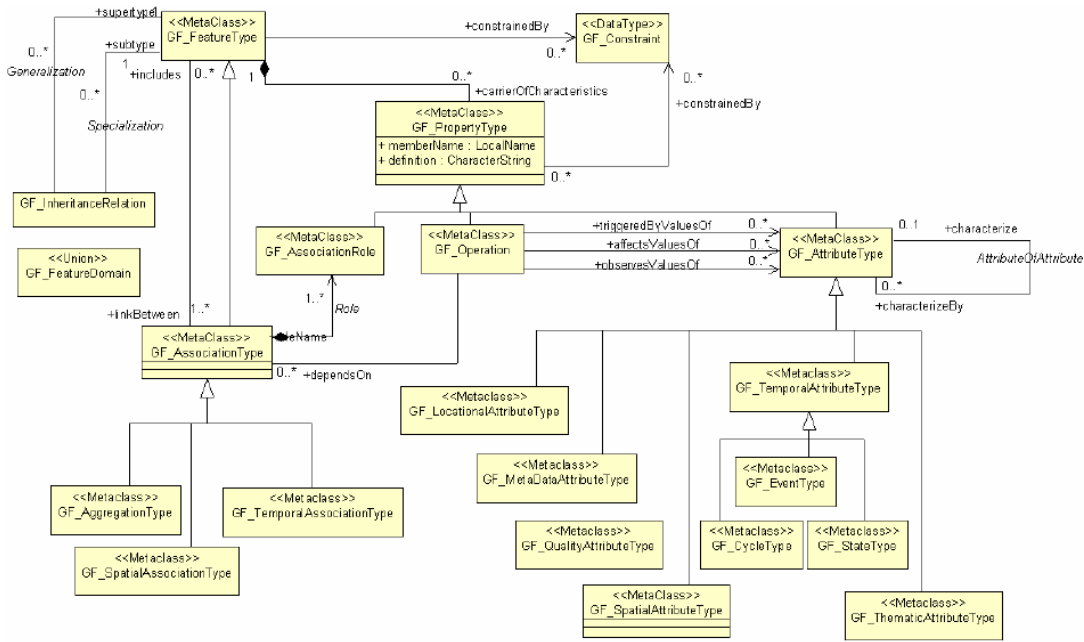 +supertype1
<<MetaClass>>
GF_FeatureType
+constrainedBy
0..*
<<DataType>>
GF_Constraint
0..*
Generalization
+subtype
1
+includes
0..*
1
0..*
+carrierOfCharacteristics
0..*
+constrainedBy
0..*
Specialization
<<MetaClass>>
GF_PropertyType
+ memberName : LocalName
+ definition : CharacterString
0..*
GF_InheritanceRelation
<<Union>>
GF_FeatureDomain
<<MetaClass>>
GF_AssociationRole
<<MetaClass>>
GF_Operation
+triggeredByValuesOf
0..*
+affectsValuesOf
0..*
+observesValuesOf
0..*
<<MetaClass>>
GF_AttributeType
0..1
+characterize
AttributeOfAttribute
0..*
+characterizeBy
1..*
Role
+linkBetween
1..*
<<MetaClass>>
GF_AssociationType
leName
0..*
+dependsOn
<<Metaclass>>
GF_LocationalAttributeType
<<Metaclass>>
GF_TemporalAttributeType
<<Metaclass>>
GF_MetaDataAttributeType
<<Metaclass>>
GF_EventType
<<Metaclass>>
GF_AggregationType
<<Metaclass>>
GF_TemporalAssociationType
<<Metaclass>>
GF_QualityAttributeType
<<Metaclass>>
GF_CycleType
<<Metaclass>>
GF_StateType
<<Metaclass>>
GF_SpatialAssociationType
<<Metaclass>>
GF_SpatialAttributeType
<<Metaclass>>
GF_ThematicAttributeType